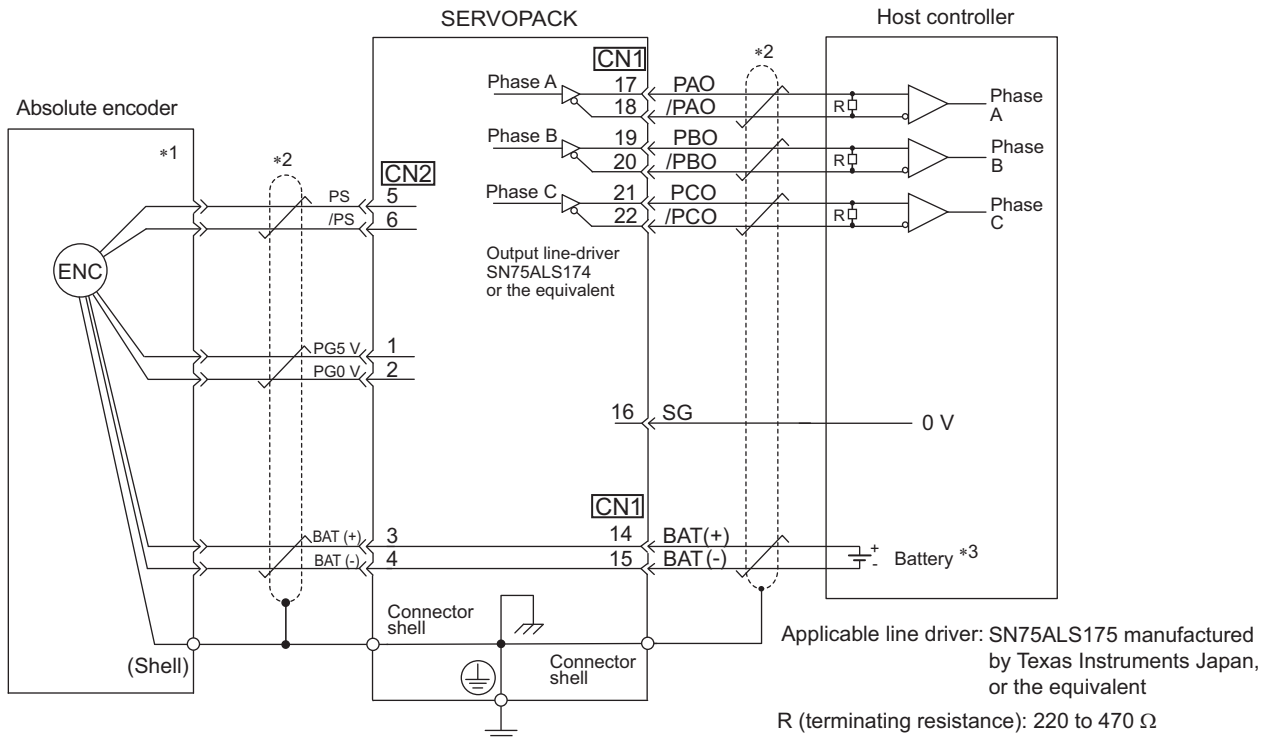 SERVOPACK
Host controller
Absolute encoder
*1
*2
CN2
PS 5
/PS 6
ENC
PG5 V 1
PG0 V 2
BAT (+) 3
BAT (-) 4
(Shell)
Connector
shell
CN1
Phase A
17 PAO
18 /PAO
Phase B
19 PBO
20 /PBO
Phase C
21 PCO
22 /PCO
Output line-driver
SN75ALS174
or the equivalent
16 SG
CN1
14 BAT(+)
15 BAT(-)
Connector
shell
*2
R
Phase
A
R
Phase
B
R
Phase
C
0 V
+
-
Battery *3
Applicable line driver: SN75ALS175 manufactured
by Texas Instruments Japan,
or the equivalent
R (terminating resistance): 220 to 470 Ω